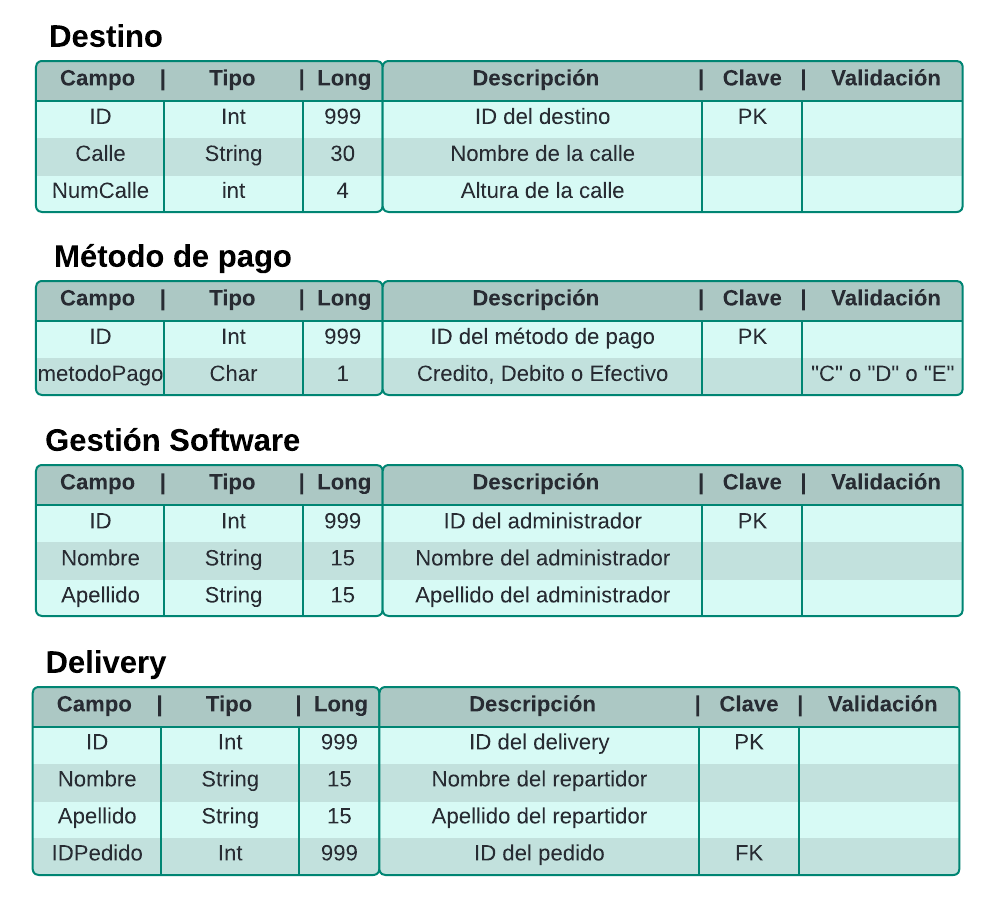 Destino
Campo | Tipo | Long Descripción | Clave | Validación
ID Int 999 ID del destino PK
Calle String 30 Nombre de la calle
NumCalle int 4 Altura de la calle
Método de pago
Campo | Tipo | Long Descripción | Clave | Validación
ID Int 999 ID del método de pago PK
metodoPago Char 1 Credito, Debito o Efectivo "C" o "D" o "E"
Gestión Software
Campo | Tipo | Long Descripción | Clave | Validación
ID Int 999 ID del administrador PK
Nombre String 15 Nombre del administrador
Apellido String 15 Apellido del administrador
Delivery
Campo | Tipo | Long Descripción | Clave | Validación
ID Int 999 ID del delivery PK
Nombre String 15 Nombre del repartidor
Apellido String 15 Apellido del repartidor
IDPedido Int 999 ID del pedido FK